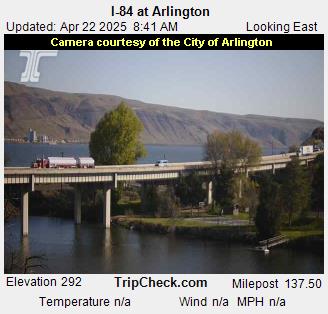 I-84 at Arlington
Updated: Apr 22 2025 8:41 AM Looking East
Camera courtesy of the City of Arlington
Elevation 292 TripCheck.com Milepost 137.50
Temperature n/a Wind n/a MPH n/a